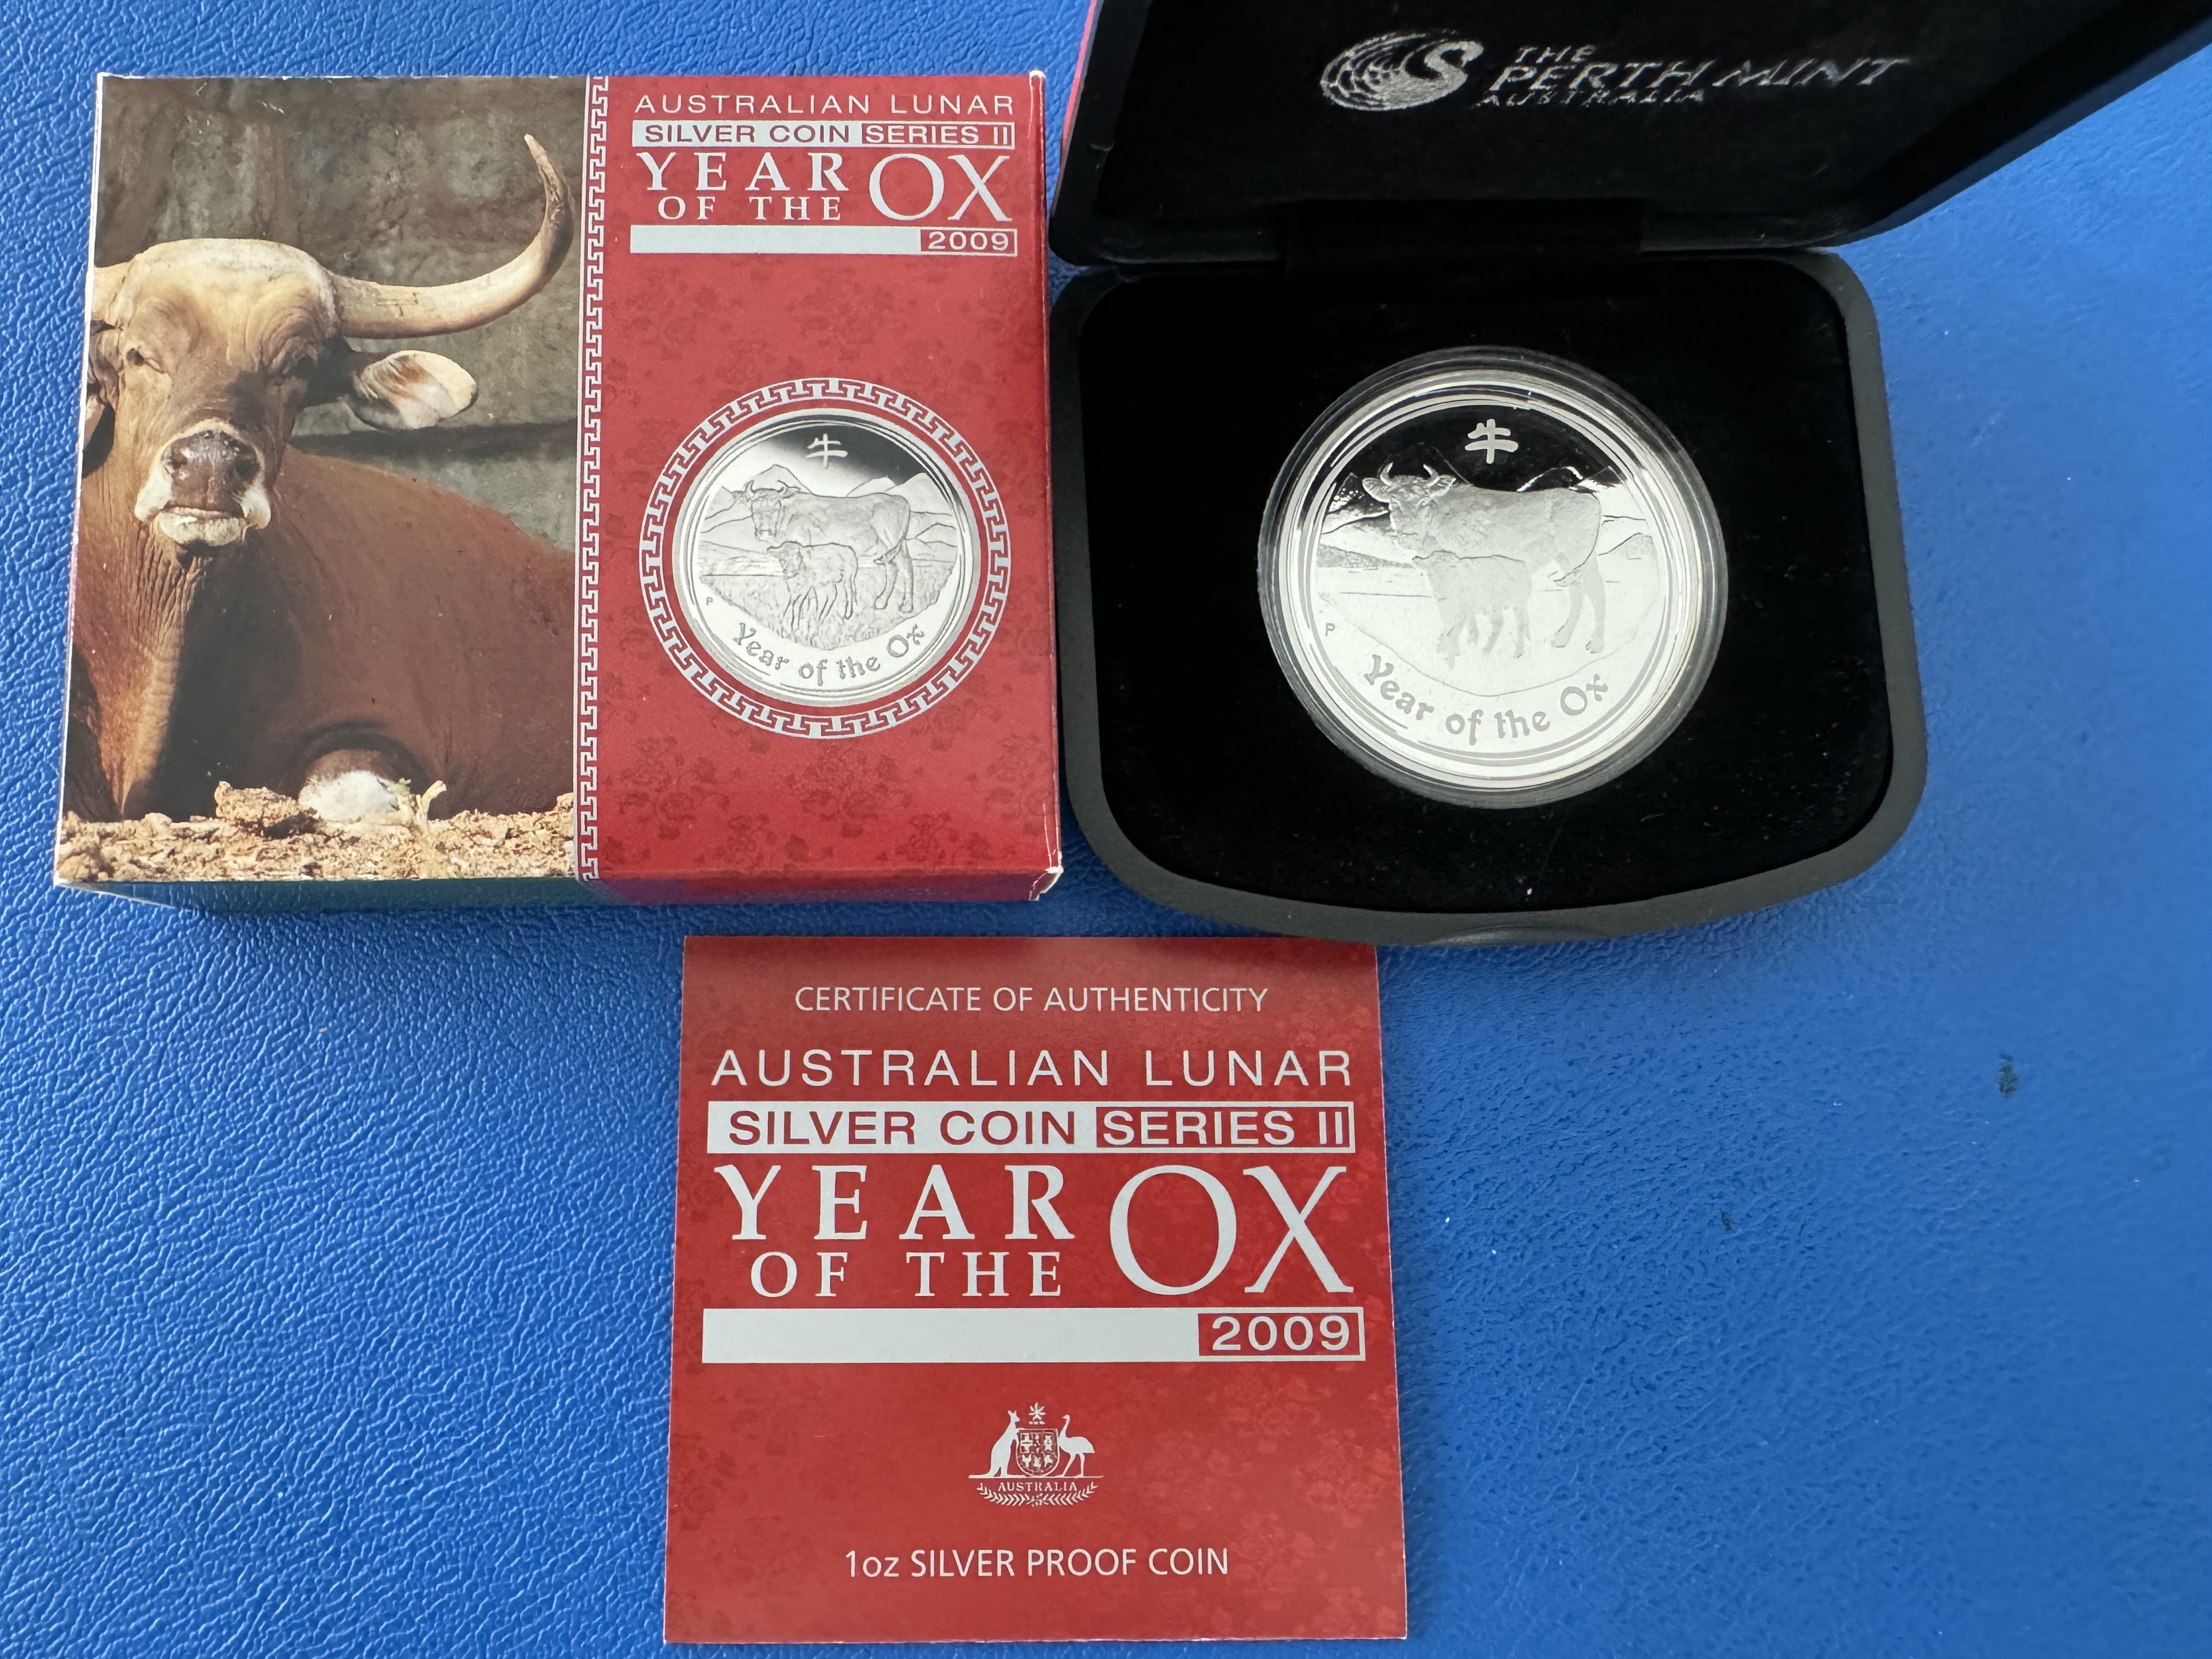 AUSTRALIAN LUNAR
SILVER COIN SERIES II
YEAR OF THE OX
2009
牛
P
Year of the Ox
THE
PERTH MINT
AUSTRALIA
牛
P
Year of the Ox
CERTIFICATE OF AUTHENTICITY
AUSTRALIAN LUNAR
SILVER COIN SERIES II
YEAR OF THE OX
2009
AUSTRALIA
1oz SILVER PROOF COIN